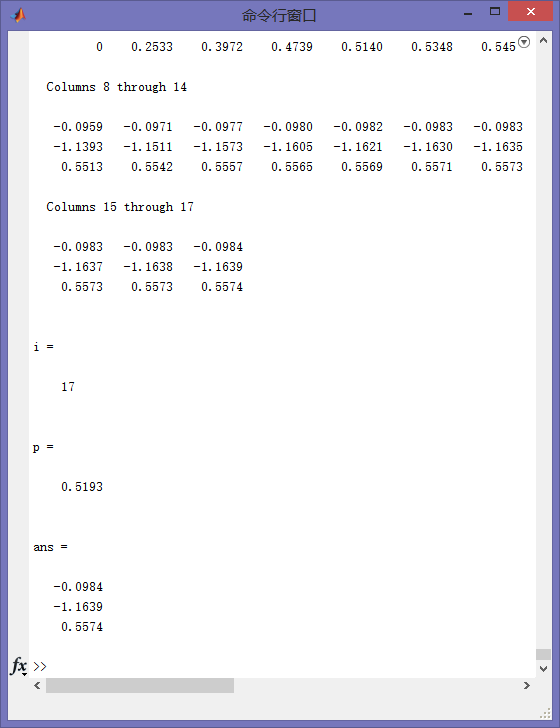 命令行窗口
0 0.2533 0.3972 0.4739 0.5140 0.5348 0.545
Columns 8 through 14
-0.0959 -0.0971 -0.0977 -0.0980 -0.0982 -0.0983 -0.0983
-1.1393 -1.1511 -1.1573 -1.1605 -1.1621 -1.1630 -1.1635
0.5513 0.5542 0.5557 0.5565 0.5569 0.5571 0.5573
Columns 15 through 17
-0.0983 -0.0983 -0.0984
-1.1637 -1.1638 -1.1639
0.5573 0.5573 0.5574
i =
17
p =
0.5193
ans =
-0.0984
-1.1639
0.5574
fx >>